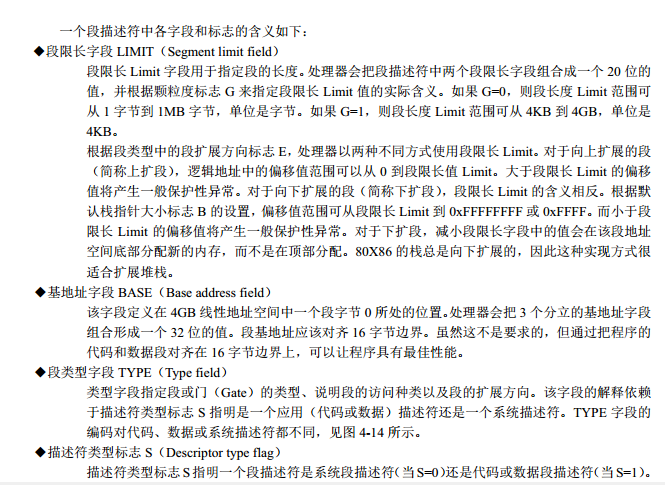 一个段描述符中各字段和标志的含义如下：
◆段限长字段 LIMIT（Segment limit field）
段限长 Limit 字段用于指定段的长度。处理器会把段描述符中两个段限长字段组合成一个 20 位的
值，并根据颗粒度标志 G 来指定段限长 Limit 值的实际含义。如果 G=0，则段长度 Limit 范围可
从 1 字节到 1MB 字节，单位是字节。如果 G=1，则段长度 Limit 范围可从 4KB 到 4GB，单位是
4KB。
根据段类型中的段扩展方向标志 E，处理器以两种不同方式使用段限长 Limit。对于向上扩展的段
（简称上扩段），逻辑地址中的偏移值范围可以从 0 到段限长值 Limit。大于段限长 Limit 的偏移
值将产生一般保护性异常。对于向下扩展的段（简称下扩段），段限长 Limit 的含义相反。根据默
认栈指针大小标志 B 的设置，偏移值范围可从段限长 Limit 到 0xFFFFFFFF 或 0xFFFF。而小于段
限长 Limit 的偏移值将产生一般保护性异常。对于下扩段，减小段限长字段中的值会在该段地址
空间底部分配新的内存，而不是在顶部分配。80X86 的栈总是向下扩展的，因此这种实现方式很
适合扩展堆栈。
◆基地址字段 BASE（Base address field）
该字段定义在 4GB 线性地址空间中一个段字节 0 所处的位置。处理器会把 3 个分立的基地址字段
组合形成一个 32 位的值。段基地址应该对齐 16 字节边界。虽然这不是要求的，但通过把程序的
代码和数据段对齐在 16 字节边界上，可以让程序具有最佳性能。
◆段类型字段 TYPE（Type field）
类型字段指定段或门（Gate）的类型、说明段的访问种类以及段的扩展方向。该字段的解释依赖
于描述符类型标志 S 指明是一个应用（代码或数据）描述符还是一个系统描述符。TYPE 字段的
编码对代码、数据或系统描述符都不同，见图 4-14 所示。
◆描述符类型标志 S（Descriptor type flag）
描述符类型标志 S 指明一个段描述符是系统段描述符（当 S=0）还是代码或数据段描述符（当 S=1）。